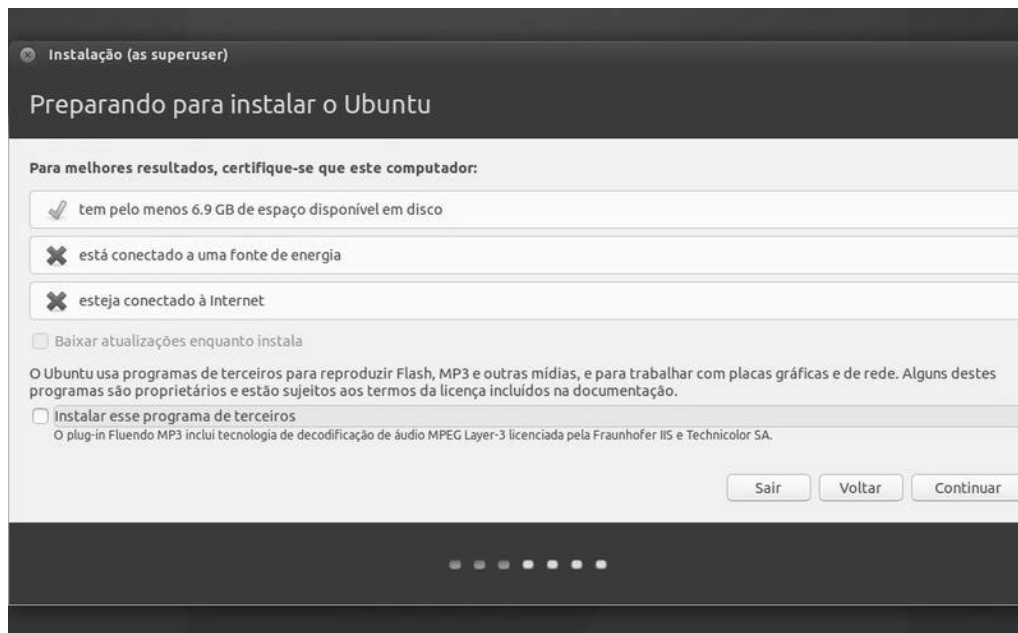 Instalação (as superuser)
Preparando para instalar o Ubuntu
Para melhores resultados, certifique-se que este computador:
tem pelo menos 6.9 GB de espaço disponível em disco
está conectado a uma fonte de energia
esteja conectado à Internet
Baixar atualizações enquanto instala
O Ubuntu usa programas de terceiros para reproduzir Flash, MP3 e outras mídias, e para trabalhar com placas gráficas e de rede. Alguns destes
programas são proprietários e estão sujeitos aos termos da licença incluídos na documentação.
Instalar esse programa de terceiros
O plug-in Fluendo MP3 inclui tecnologia de decodificação de áudio MPEG Layer-3 licenciada pela Fraunhofer IIS e Technicolor SA.
Sair Voltar Continuar